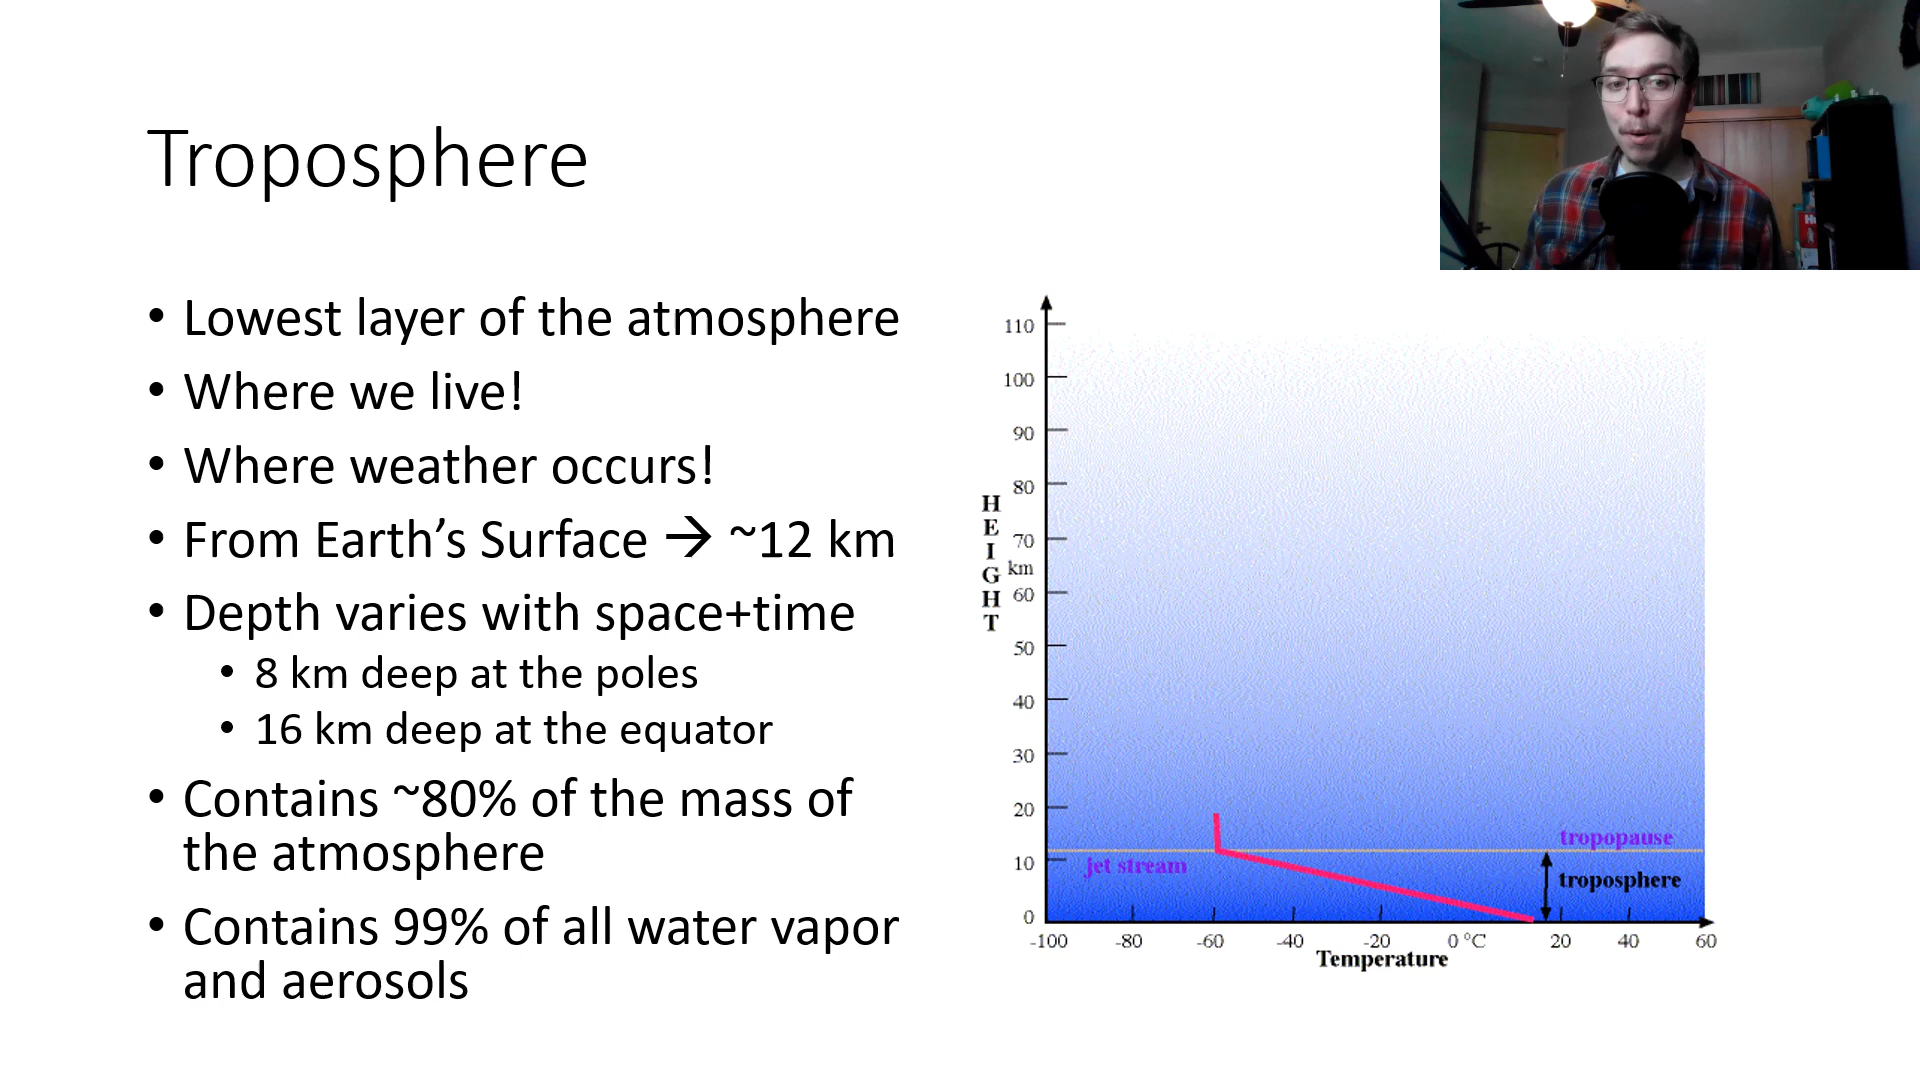 Troposphere
• Lowest layer of the atmosphere
• Where we live!
• Where weather occurs!
• From Earth’s Surface → ~12 km
• Depth varies with space+time
• 8 km deep at the poles
• 16 km deep at the equator
• Contains ~80% of the mass of
the atmosphere
• Contains 99% of all water vapor
and aerosols
HEIGHT
km
110
100
90
80
70
60
50
40
30
20
10
0
tropopause
jet stream
troposphere
-100 -80 -60 -40 -20 0 °C 20 40 60
Temperature